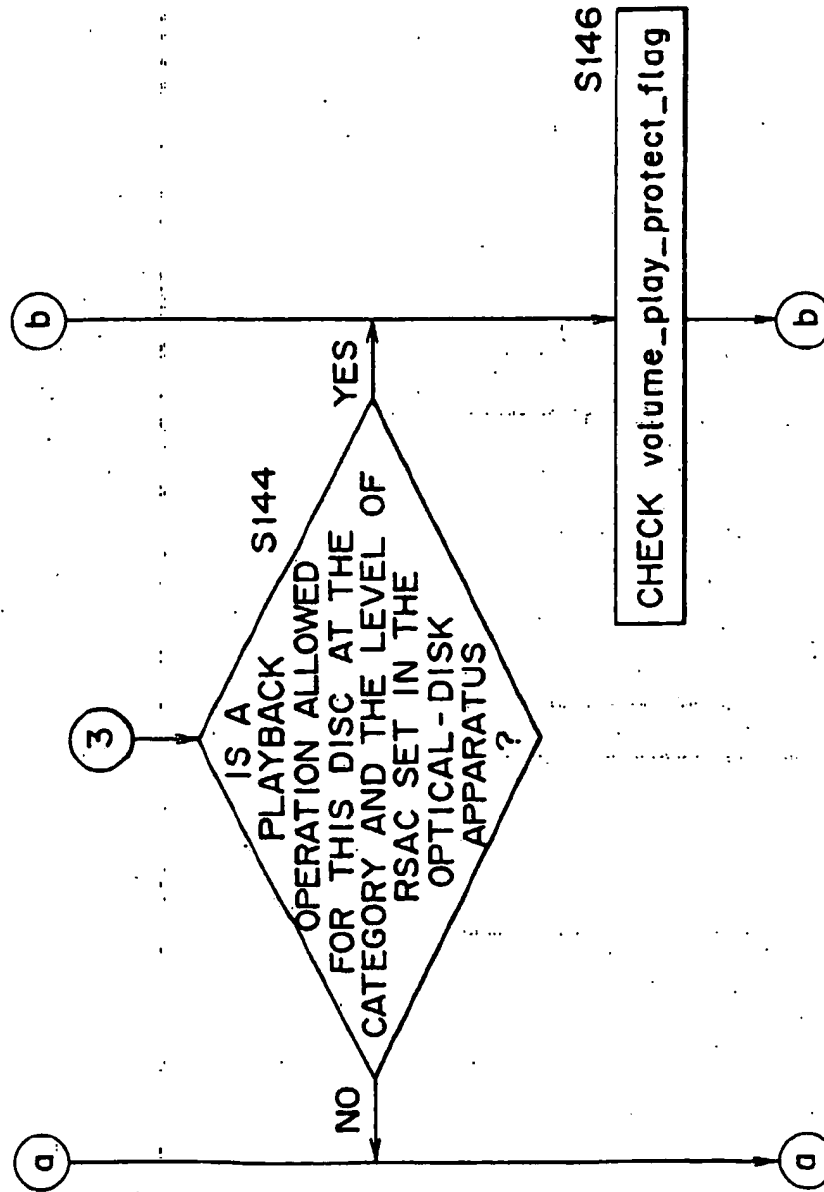 a
3
b
S144
IS A
PLAYBACK
OPERATION ALLOWED
FOR THIS DISC AT THE
CATEGORY AND THE LEVEL OF
RSAC SET IN THE
OPTICAL-DISK
APPARATUS
?
NO
YES
S146
CHECK volume_play_protect_flag
a
b